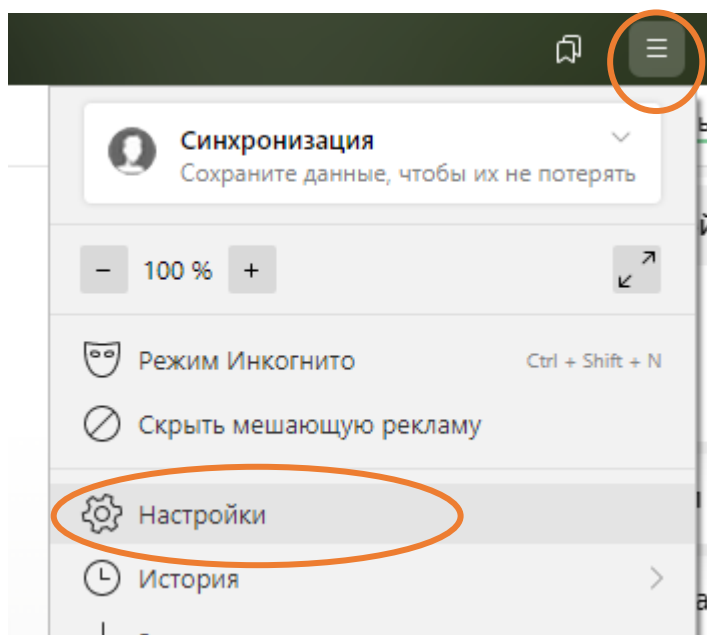 Синхронизация
Сохраните данные, чтобы их не потерять
− 100 % +
Режим Инкогнито Ctrl + Shift + N
Скрыть мешающую рекламу
Настройки
История